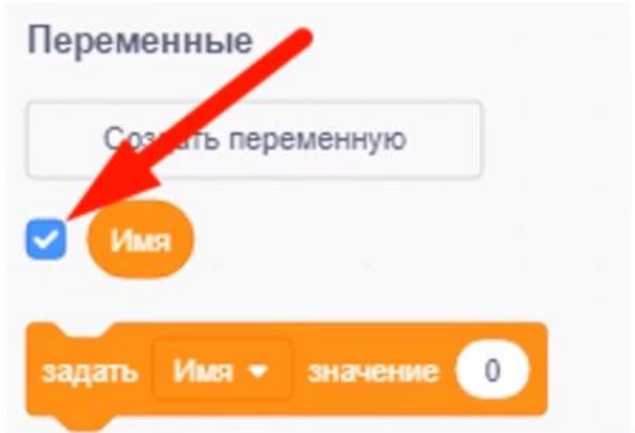 Переменные
Создать переменную
Имя
задать Имя значение 0